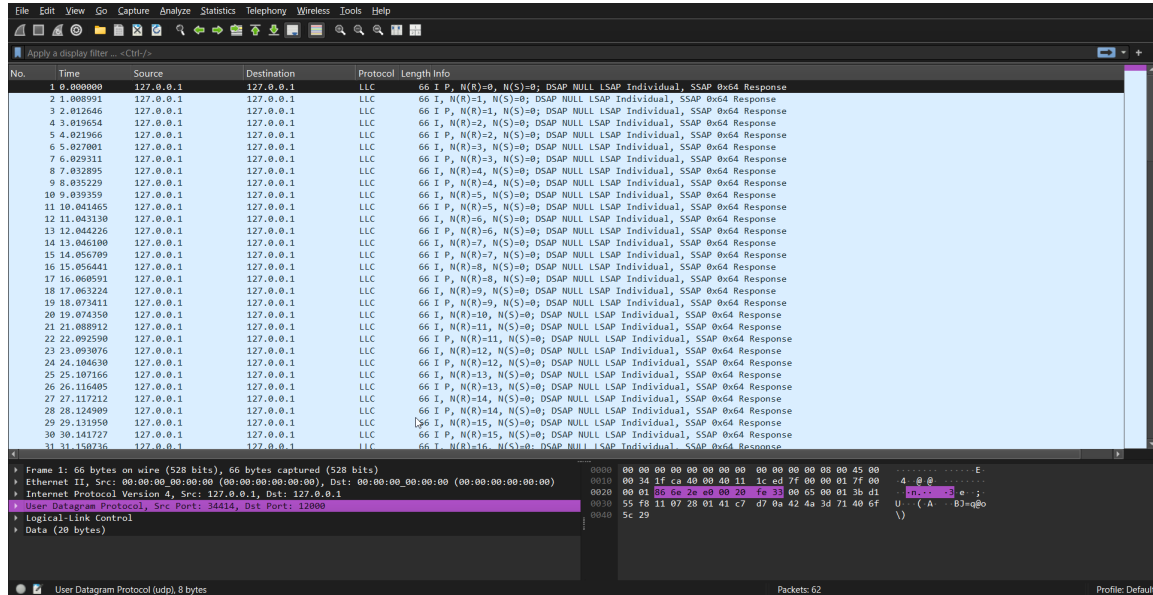 File Edit View Go Capture Analyze Statistics Telephony Wireless Tools Help
Apply a display filter ... <Ctrl-/>
No. Time Source Destination Protocol Length Info
1 0.000000 127.0.0.1 127.0.0.1 LLC 66 I P, N(R)=0, N(S)=0; DSAP NULL LSAP Individual, SSAP 0x64 Response
2 1.008991 127.0.0.1 127.0.0.1 LLC 66 I, N(R)=1, N(S)=0; DSAP NULL LSAP Individual, SSAP 0x64 Response
3 2.012646 127.0.0.1 127.0.0.1 LLC 66 I P, N(R)=1, N(S)=0; DSAP NULL LSAP Individual, SSAP 0x64 Response
4 3.019654 127.0.0.1 127.0.0.1 LLC 66 I, N(R)=2, N(S)=0; DSAP NULL LSAP Individual, SSAP 0x64 Response
5 4.021966 127.0.0.1 127.0.0.1 LLC 66 I P, N(R)=2, N(S)=0; DSAP NULL LSAP Individual, SSAP 0x64 Response
6 5.027001 127.0.0.1 127.0.0.1 LLC 66 I, N(R)=3, N(S)=0; DSAP NULL LSAP Individual, SSAP 0x64 Response
7 6.029311 127.0.0.1 127.0.0.1 LLC 66 I P, N(R)=3, N(S)=0; DSAP NULL LSAP Individual, SSAP 0x64 Response
8 7.032895 127.0.0.1 127.0.0.1 LLC 66 I, N(R)=4, N(S)=0; DSAP NULL LSAP Individual, SSAP 0x64 Response
9 8.035229 127.0.0.1 127.0.0.1 LLC 66 I P, N(R)=4, N(S)=0; DSAP NULL LSAP Individual, SSAP 0x64 Response
10 9.039359 127.0.0.1 127.0.0.1 LLC 66 I, N(R)=5, N(S)=0; DSAP NULL LSAP Individual, SSAP 0x64 Response
11 10.041465 127.0.0.1 127.0.0.1 LLC 66 I P, N(R)=5, N(S)=0; DSAP NULL LSAP Individual, SSAP 0x64 Response
12 11.043130 127.0.0.1 127.0.0.1 LLC 66 I, N(R)=6, N(S)=0; DSAP NULL LSAP Individual, SSAP 0x64 Response
13 12.044226 127.0.0.1 127.0.0.1 LLC 66 I P, N(R)=6, N(S)=0; DSAP NULL LSAP Individual, SSAP 0x64 Response
14 13.046100 127.0.0.1 127.0.0.1 LLC 66 I, N(R)=7, N(S)=0; DSAP NULL LSAP Individual, SSAP 0x64 Response
15 14.056709 127.0.0.1 127.0.0.1 LLC 66 I P, N(R)=7, N(S)=0; DSAP NULL LSAP Individual, SSAP 0x64 Response
16 15.056441 127.0.0.1 127.0.0.1 LLC 66 I, N(R)=8, N(S)=0; DSAP NULL LSAP Individual, SSAP 0x64 Response
17 16.060591 127.0.0.1 127.0.0.1 LLC 66 I P, N(R)=8, N(S)=0; DSAP NULL LSAP Individual, SSAP 0x64 Response
18 17.063224 127.0.0.1 127.0.0.1 LLC 66 I, N(R)=9, N(S)=0; DSAP NULL LSAP Individual, SSAP 0x64 Response
19 18.073411 127.0.0.1 127.0.0.1 LLC 66 I P, N(R)=9, N(S)=0; DSAP NULL LSAP Individual, SSAP 0x64 Response
20 19.074350 127.0.0.1 127.0.0.1 LLC 66 I, N(R)=10, N(S)=0; DSAP NULL LSAP Individual, SSAP 0x64 Response
21 21.088912 127.0.0.1 127.0.0.1 LLC 66 I, N(R)=11, N(S)=0; DSAP NULL LSAP Individual, SSAP 0x64 Response
22 22.092590 127.0.0.1 127.0.0.1 LLC 66 I P, N(R)=11, N(S)=0; DSAP NULL LSAP Individual, SSAP 0x64 Response
23 23.093076 127.0.0.1 127.0.0.1 LLC 66 I, N(R)=12, N(S)=0; DSAP NULL LSAP Individual, SSAP 0x64 Response
24 24.104630 127.0.0.1 127.0.0.1 LLC 66 I P, N(R)=12, N(S)=0; DSAP NULL LSAP Individual, SSAP 0x64 Response
25 25.107166 127.0.0.1 127.0.0.1 LLC 66 I, N(R)=13, N(S)=0; DSAP NULL LSAP Individual, SSAP 0x64 Response
26 26.116405 127.0.0.1 127.0.0.1 LLC 66 I P, N(R)=13, N(S)=0; DSAP NULL LSAP Individual, SSAP 0x64 Response
27 27.117212 127.0.0.1 127.0.0.1 LLC 66 I, N(R)=14, N(S)=0; DSAP NULL LSAP Individual, SSAP 0x64 Response
28 28.124909 127.0.0.1 127.0.0.1 LLC 66 I P, N(R)=14, N(S)=0; DSAP NULL LSAP Individual, SSAP 0x64 Response
29 29.131950 127.0.0.1 127.0.0.1 LLC 66 I, N(R)=15, N(S)=0; DSAP NULL LSAP Individual, SSAP 0x64 Response
30 30.141727 127.0.0.1 127.0.0.1 LLC 66 I P, N(R)=15, N(S)=0; DSAP NULL LSAP Individual, SSAP 0x64 Response
31 31.150736 127.0.0.1 127.0.0.1 LLC 66 I, N(R)=16, N(S)=0; DSAP NULL LSAP Individual, SSAP 0x64 Response
Frame 1: 66 bytes on wire (528 bits), 66 bytes captured (528 bits)
Ethernet II, Src: 00:00:00_00:00:00 (00:00:00:00:00:00), Dst: 00:00:00_00:00:00 (00:00:00:00:00:00)
Internet Protocol Version 4, Src: 127.0.0.1, Dst: 127.0.0.1
User Datagram Protocol, Src Port: 34414, Dst Port: 12000
Logical-Link Control
Data (20 bytes)
0000 00 00 00 00 00 00 00 00 00 00 00 00 08 00 45 00 ········ ······E·
0010 00 34 1f ca 40 00 40 11 1c ed 7f 00 00 01 7f 00 ·4··@·@· ········
0020 00 01 86 6e 2e e0 00 20 fe 33 00 65 00 01 3b d1 ···n.·· ·3·e··;·
0030 55 f8 11 07 28 01 41 c7 d7 0a 42 4a 3d 71 40 6f U···(·A· ··BJ=q@o
0040 5c 29 \)
User Datagram Protocol (udp), 8 bytes
Packets: 62
Profile: Default